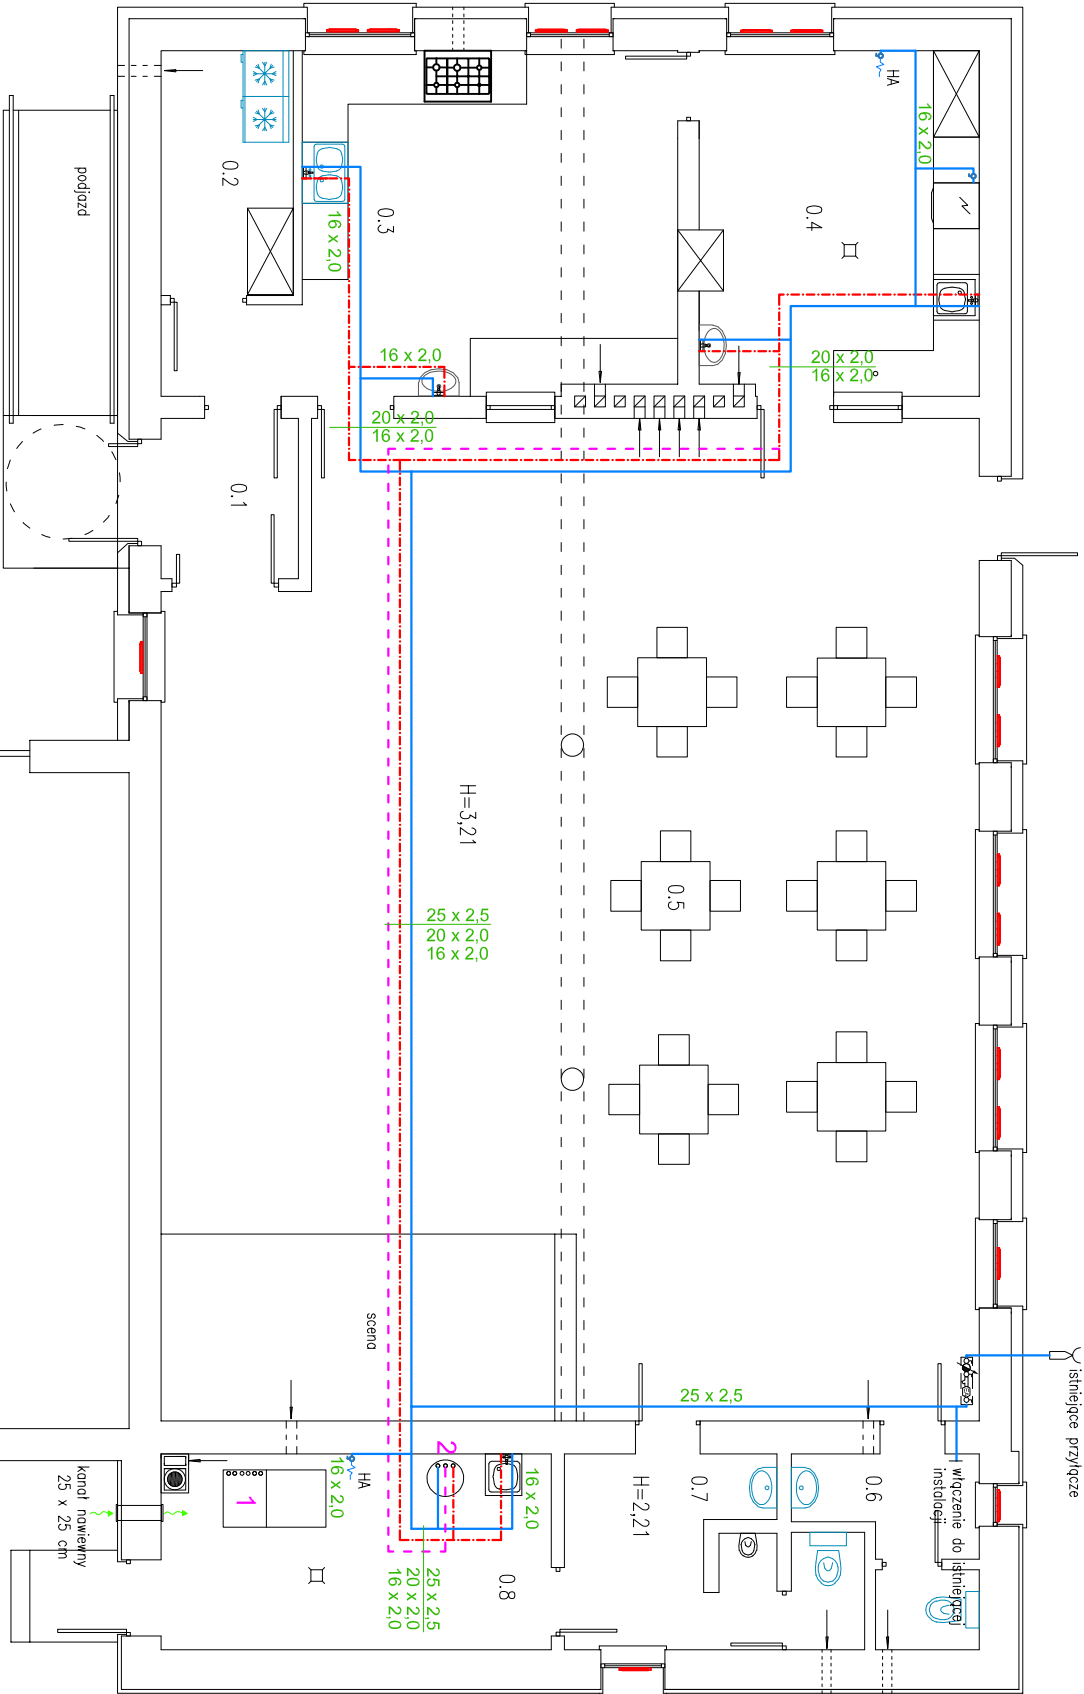 HA
16 x 2,0
podjazd
0.2
0.3
0.4
16 x 2,0
16 x 2,0
20 x 2,0
16 x 2,0
20 x 2,0
16 x 2,0
0.1
H=3,21
0.5
25 x 2,5
20 x 2,0
16 x 2,0
scena
istniejące przyłącze
25 x 2,5
2
włączenie do istniejącej
instalacji
kanał nawiewny
25 x 25 cm
1
16 x 2,0
HA
16 x 2,0
H=2,21
0.7
0.6
0.8
25 x 2,5
20 x 2,0
16 x 2,0